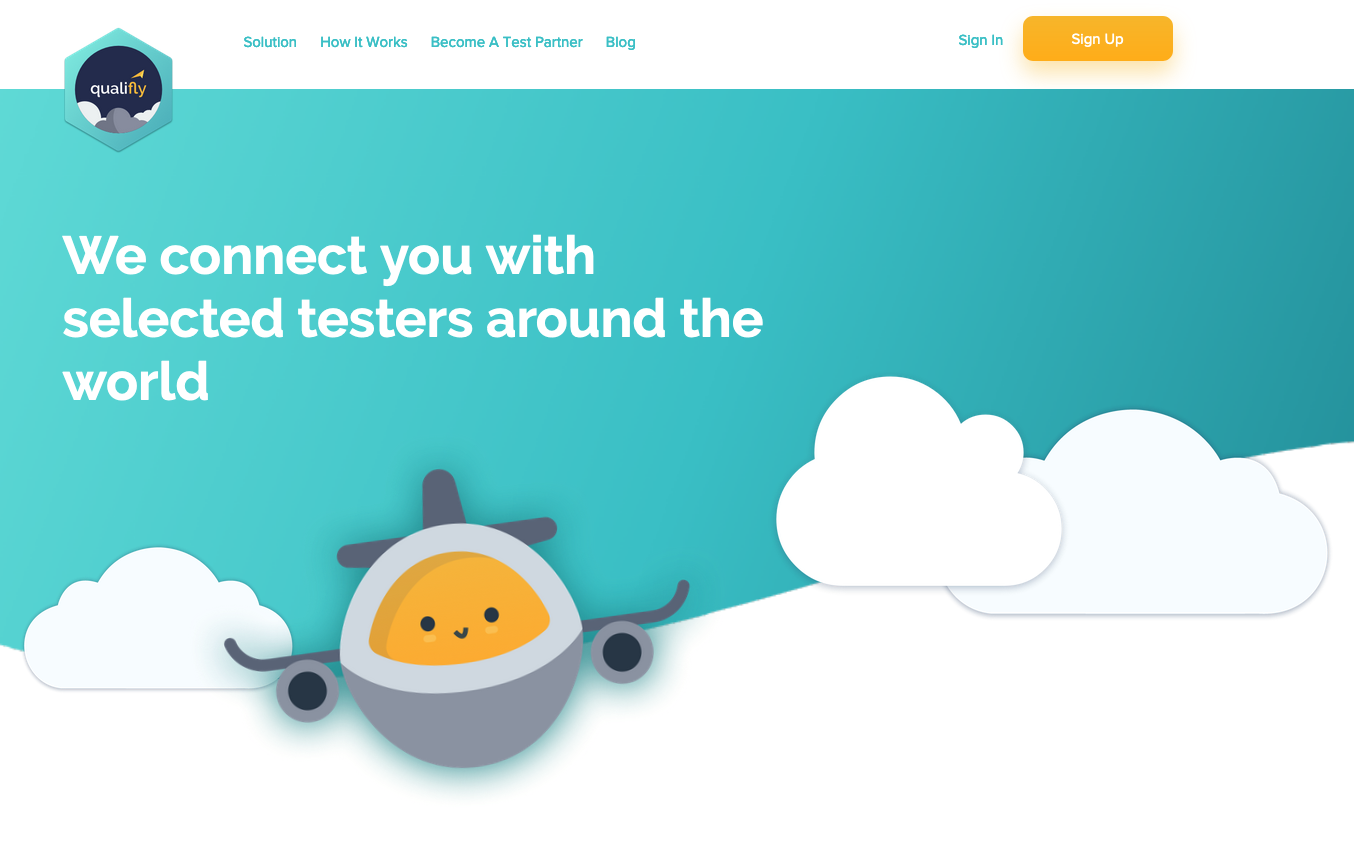 qualifly
Solution
How It Works
Become A Test Partner
Blog
Sign In
Sign Up
We connect you with
selected testers around the
world